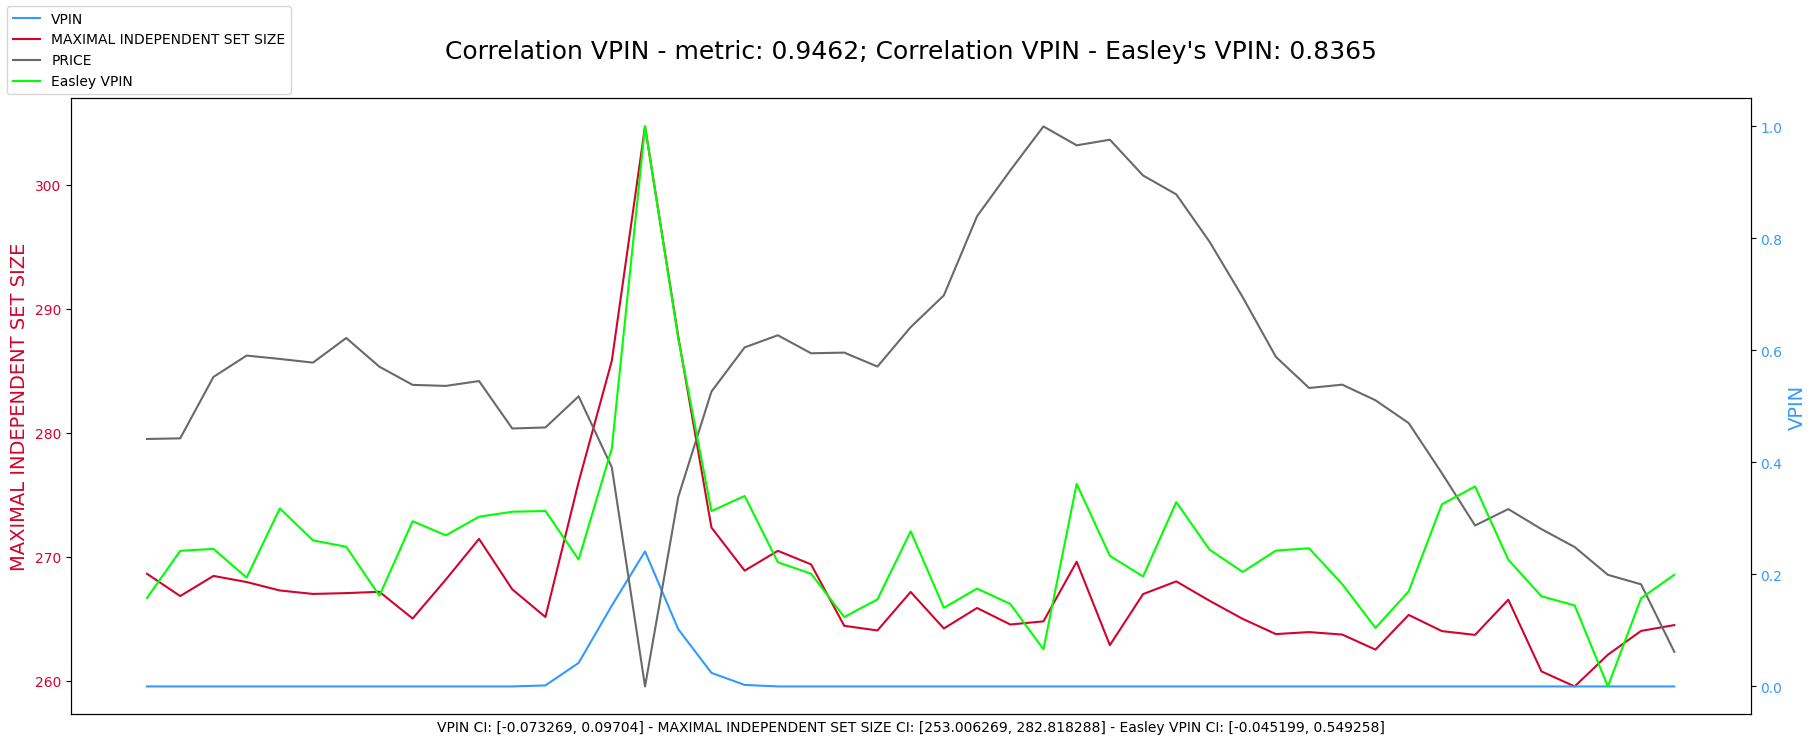 VPIN
MAXIMAL INDEPENDENT SET SIZE
PRICE
Easley VPIN
Correlation VPIN - metric: 0.9462; Correlation VPIN - Easley's VPIN: 0.8365
MAXIMAL INDEPENDENT SET SIZE
300
290
280
270
260
1.0
0.8
0.6
0.4
0.2
0.0
VPIN
VPIN CI: [-0.073269, 0.09704] - MAXIMAL INDEPENDENT SET SIZE CI: [253.006269, 282.818288] - Easley VPIN CI: [-0.045199, 0.549258]